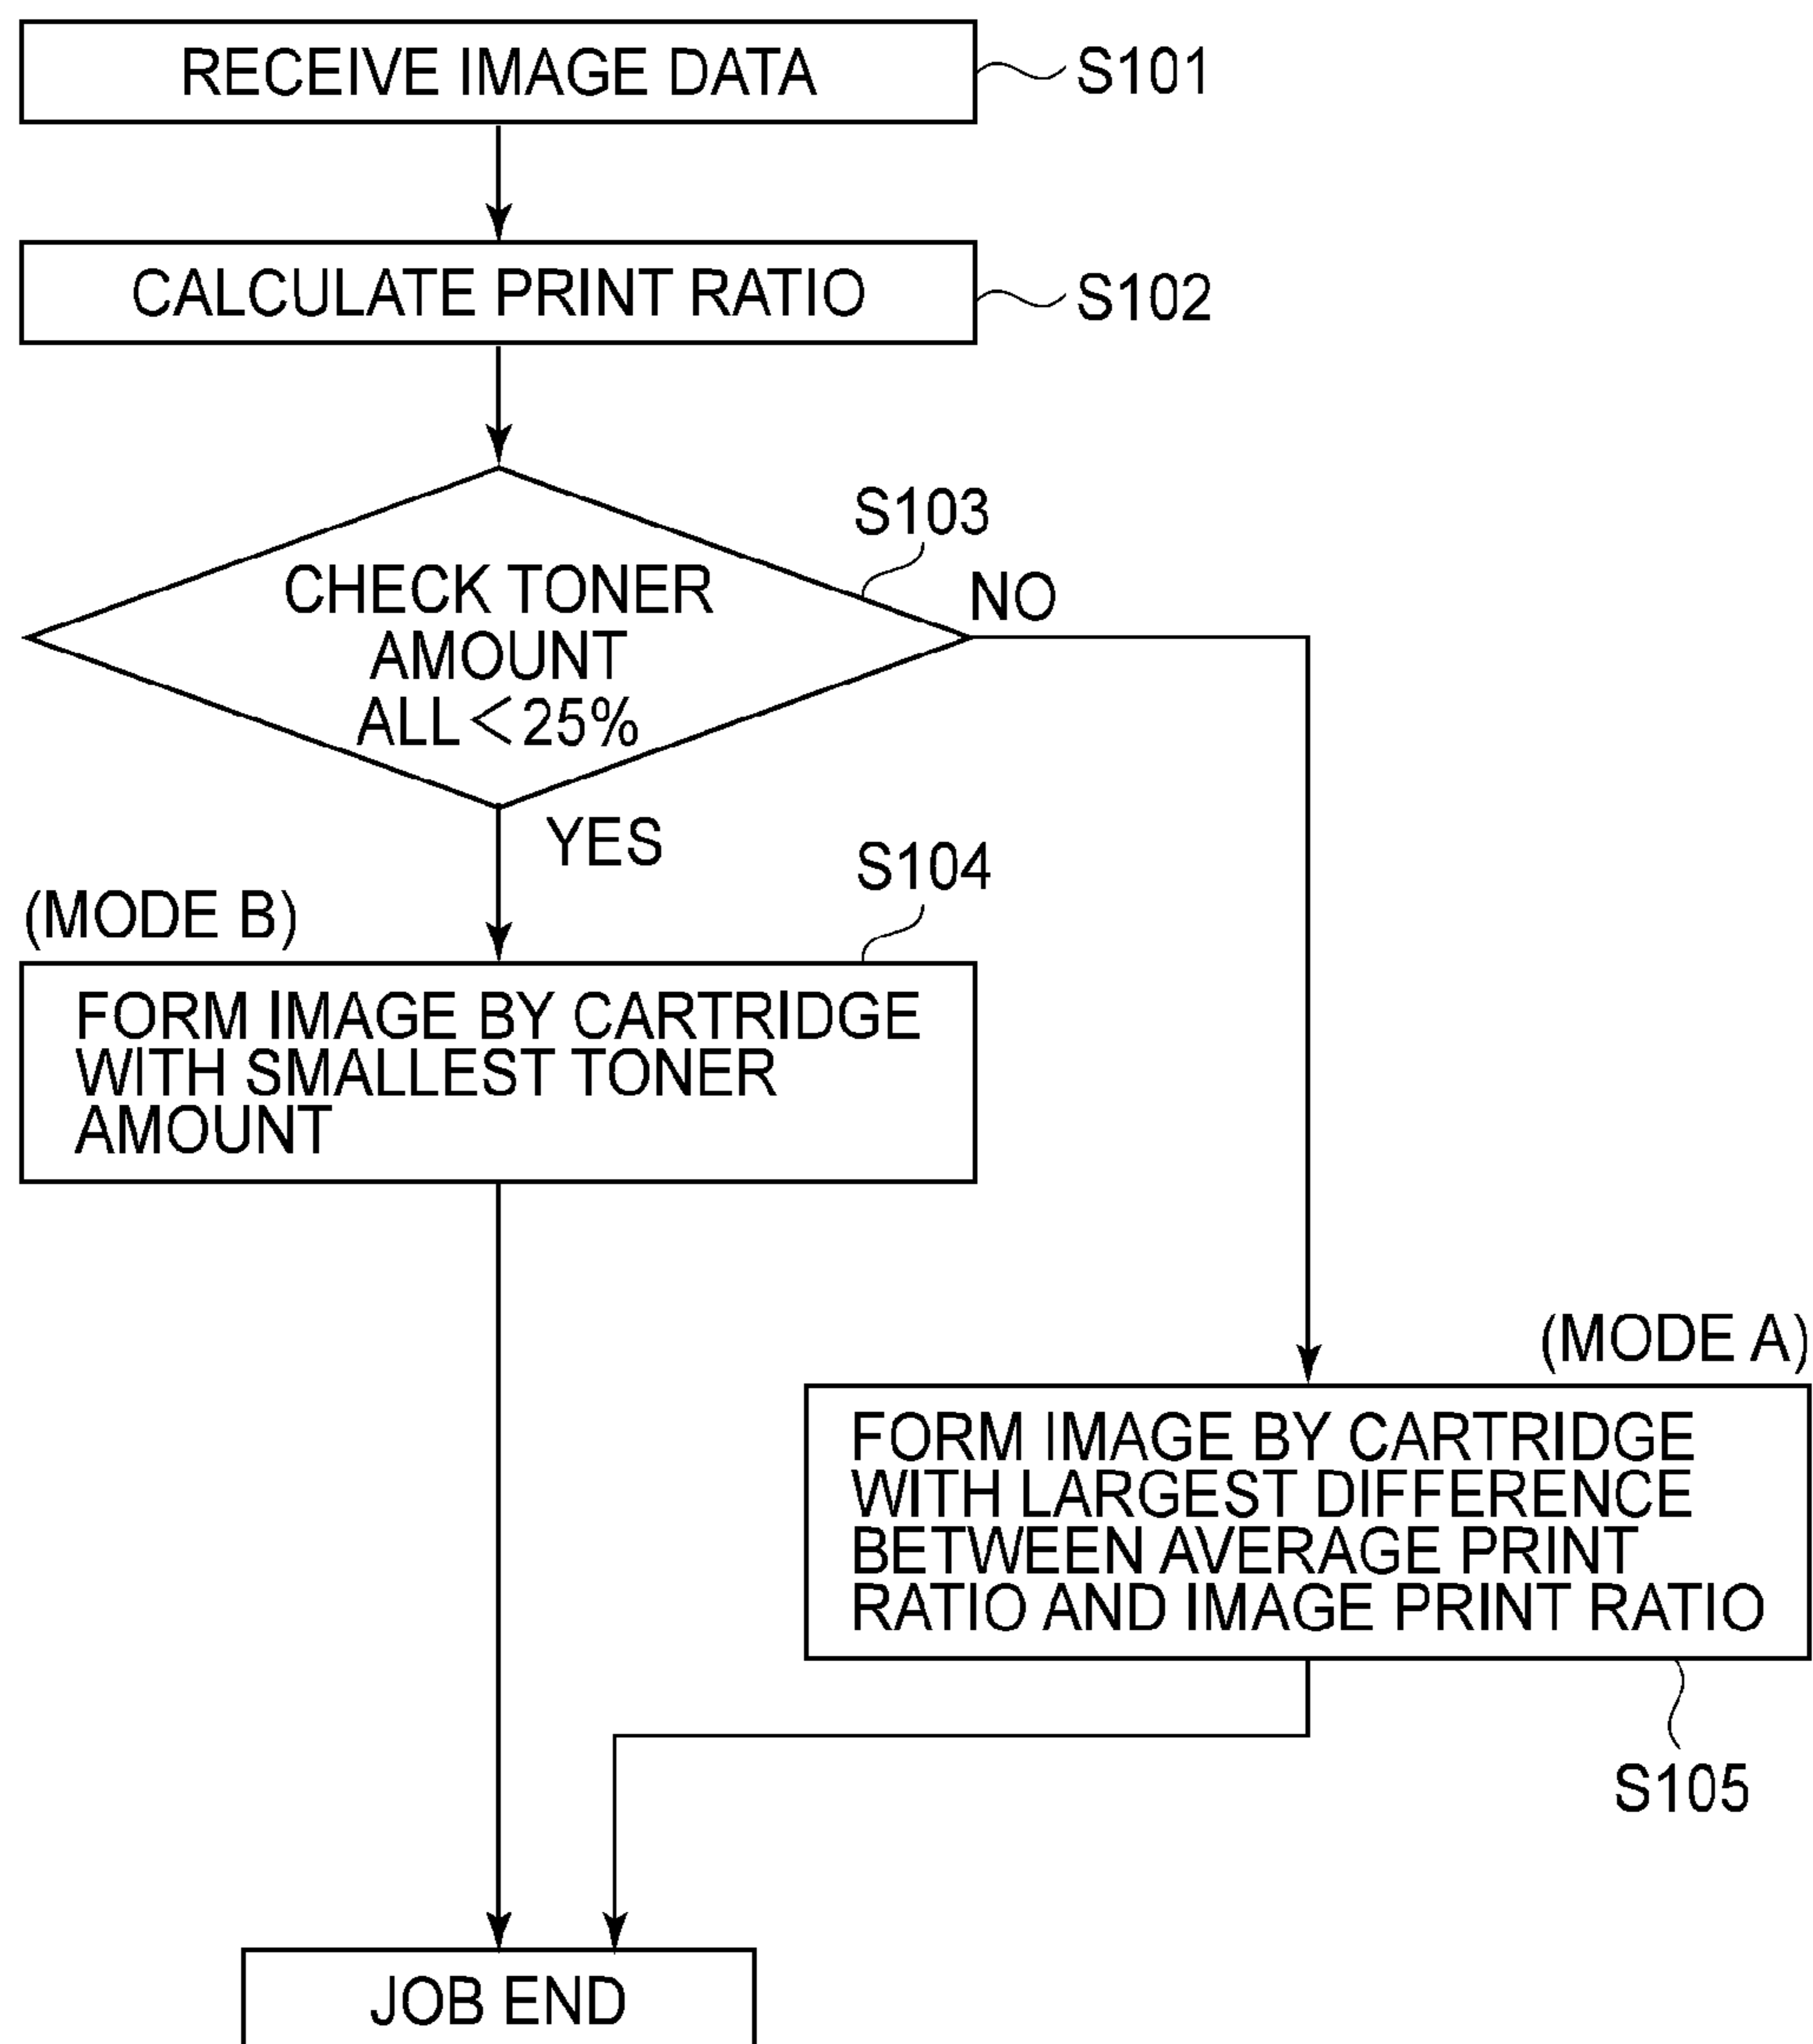 RECEIVE IMAGE DATA
S101
CALCULATE PRINT RATIO
S102
S103
CHECK TONER
AMOUNT
ALL<25%
NO
YES
S104
(MODE B)
FORM IMAGE BY CARTRIDGE
WITH SMALLEST TONER
AMOUNT
(MODE A)
FORM IMAGE BY CARTRIDGE
WITH LARGEST DIFFERENCE
BETWEEN AVERAGE PRINT
RATIO AND IMAGE PRINT RATIO
S105
JOB END